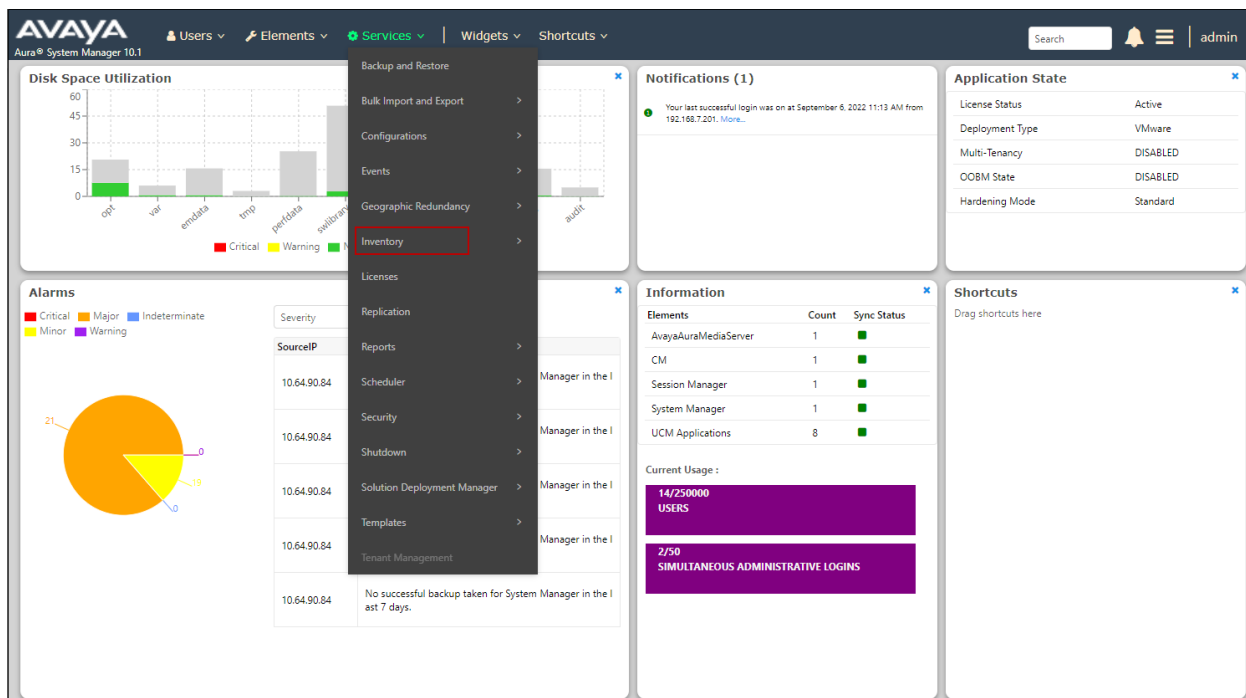 AVAYA
Aura® System Manager 10.1
Users
Elements
Services
Widgets
Shortcuts
Search
admin
Disk Space Utilization
60
45
30
15
0
opt
var
emdata
tmp
perfdata
swlibrary
audit
Critical
Warning
N
Backup and Restore
Bulk Import and Export
Configurations
Events
Geographic Redundancy
Inventory
Licenses
Replication
Reports
Scheduler
Security
Shutdown
Solution Deployment Manager
Templates
Tenant Management
Notifications (1)
Your last successful login was on at September 6, 2022 11:13 AM from
192.168.7.201. More...
Application State
License Status Active
Deployment Type VMware
Multi-Tenancy DISABLED
OOBM State DISABLED
Hardening Mode Standard
Alarms
Critical Major Indeterminate
Minor Warning
21
0
19
0
Severity
SourceIP
10.64.90.84 Manager in the l
10.64.90.84 Manager in the l
10.64.90.84 Manager in the l
10.64.90.84 Manager in the l
10.64.90.84 No successful backup taken for System Manager in the l
ast 7 days.
Information
Elements Count Sync Status
AvayaAuraMediaServer 1
CM 1
Session Manager 1
System Manager 1
UCM Applications 8
Current Usage :
14/250000
USERS
2/50
SIMULTANEOUS ADMINISTRATIVE LOGINS
Shortcuts
Drag shortcuts here